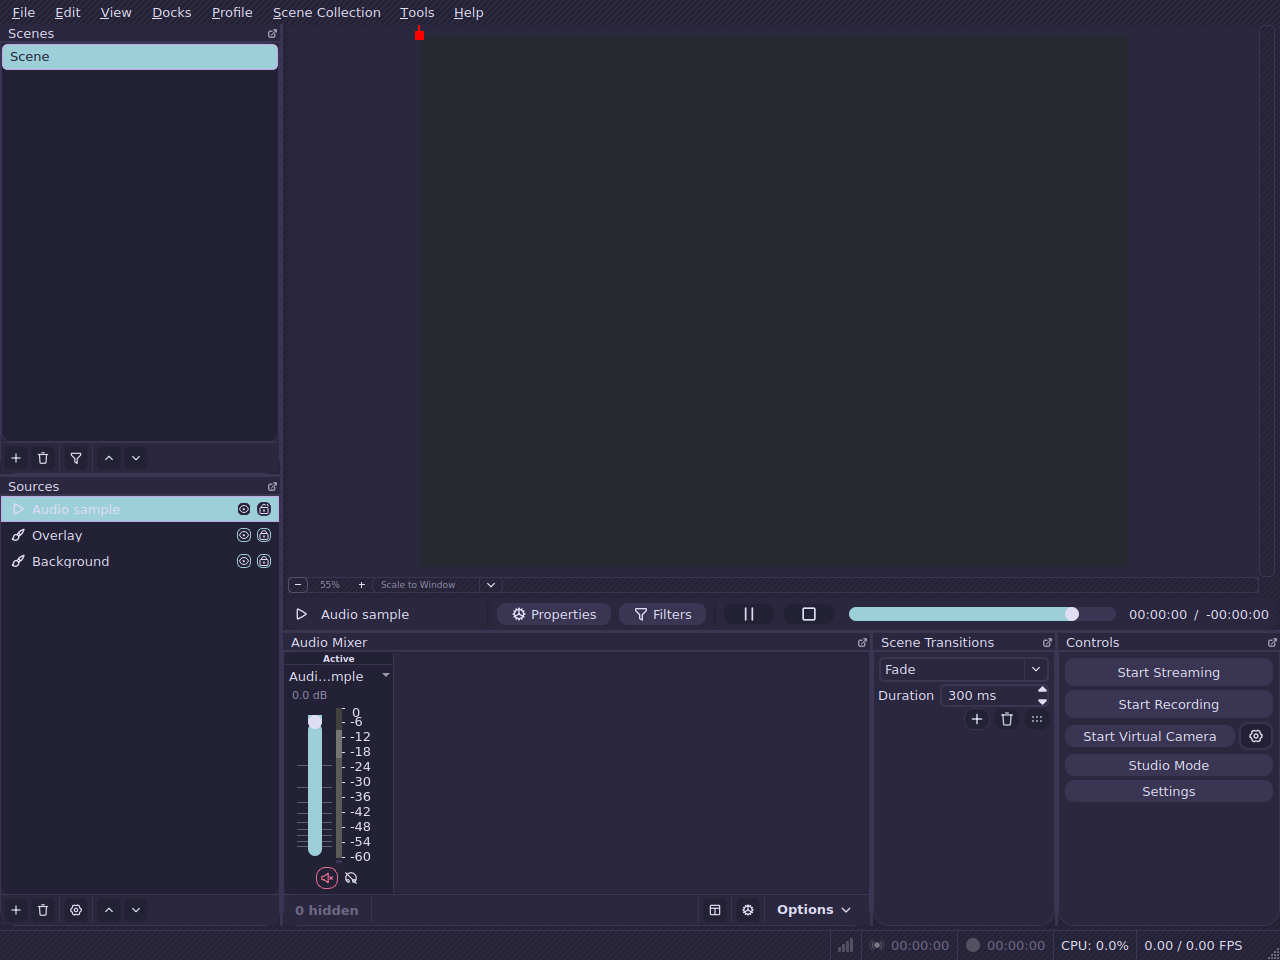 File Edit View Docks Profile Scene Collection Tools Help
Scenes
Scene
Sources
Audio sample
Overlay
Background
55% Scale to Window
Audio sample Properties Filters 00:00:00 / -00:00:00
Audio Mixer
Active
Audi...mple
0.0 dB
0
-6
-12
-18
-24
-30
-36
-42
-48
-54
-60
0 hidden Options
Scene Transitions
Fade
Duration 300 ms
Controls
Start Streaming
Start Recording
Start Virtual Camera
Studio Mode
Settings
00:00:00 00:00:00 CPU: 0.0% 0.00 / 0.00 FPS